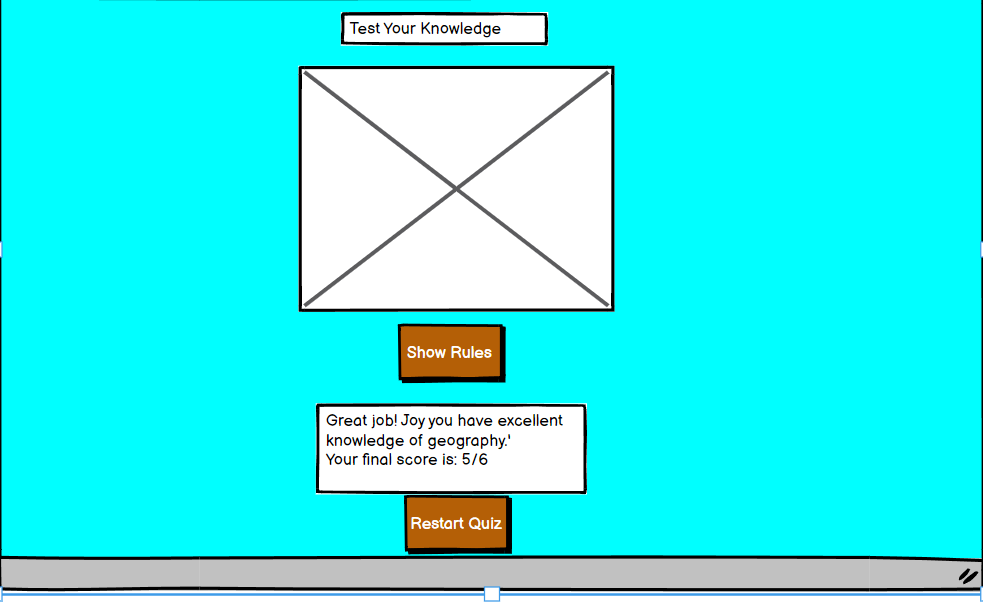 Test Your Knowledge
Show Rules
Great job! Joy you have excellent
knowledge of geography.'
Your final score is: 5/6
Restart Quiz